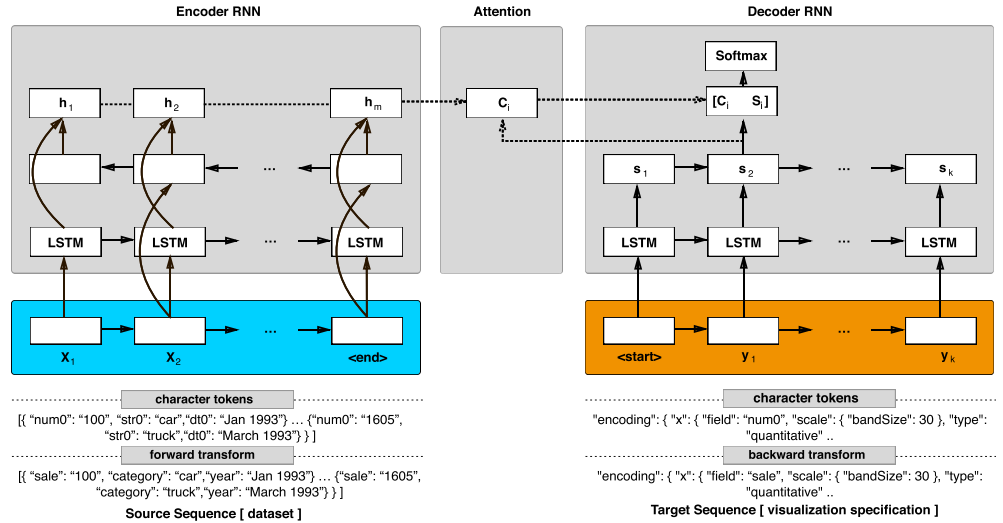 Encoder RNN
Attention
Decoder RNN
Softmax
h1
h2
hm
Ci
[Ci Si]
...
s1
s2
...
sk
LSTM
LSTM
...
LSTM
LSTM
LSTM
...
LSTM
...
...
X1
X2
<end>
<start>
y1
yk
character tokens
[{ “num0”: “100”, “str0”: “car”,“dt0”: “Jan 1993”} … {“num0”: “1605”,
“str0”: “truck”,“dt0”: “March 1993”} } ]
forward transform
[{ “sale”: “100”, “category”: “car”,“year”: “Jan 1993”} … {“sale”: “1605”,
“category”: “truck”,“year”: “March 1993”} } ]
Source Sequence [ dataset ]
character tokens
"encoding": { "x": { "field": "num0", "scale": { "bandSize": 30 }, "type":
"quantitative" ..
backward transform
"encoding": { "x": { "field": "sale", "scale": { "bandSize": 30 }, "type":
"quantitative" ..
Target Sequence [ visualization specification ]